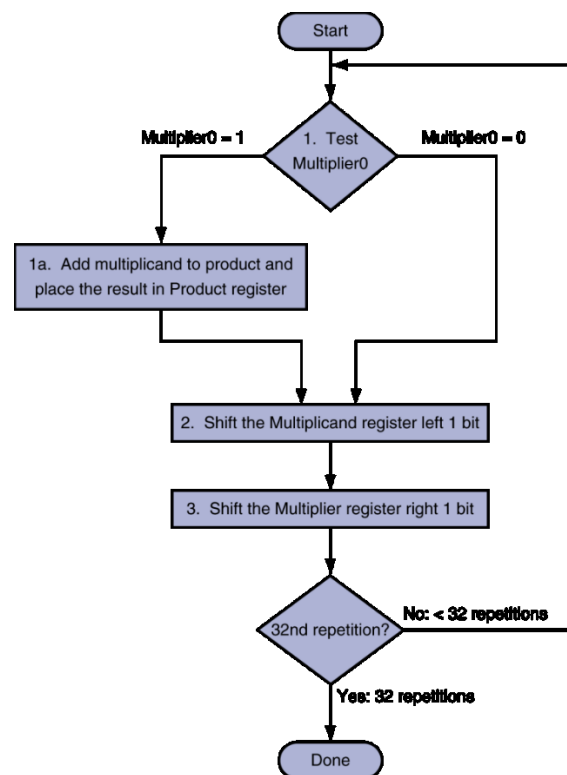 Start
1. Test
Multiplier0
Multiplier0 = 1
Multiplier0 = 0
1a. Add multiplicand to product and
place the result in Product register
2. Shift the Multiplicand register left 1 bit
3. Shift the Multiplier register right 1 bit
32nd repetition?
No: < 32 repetitions
Yes: 32 repetitions
Done